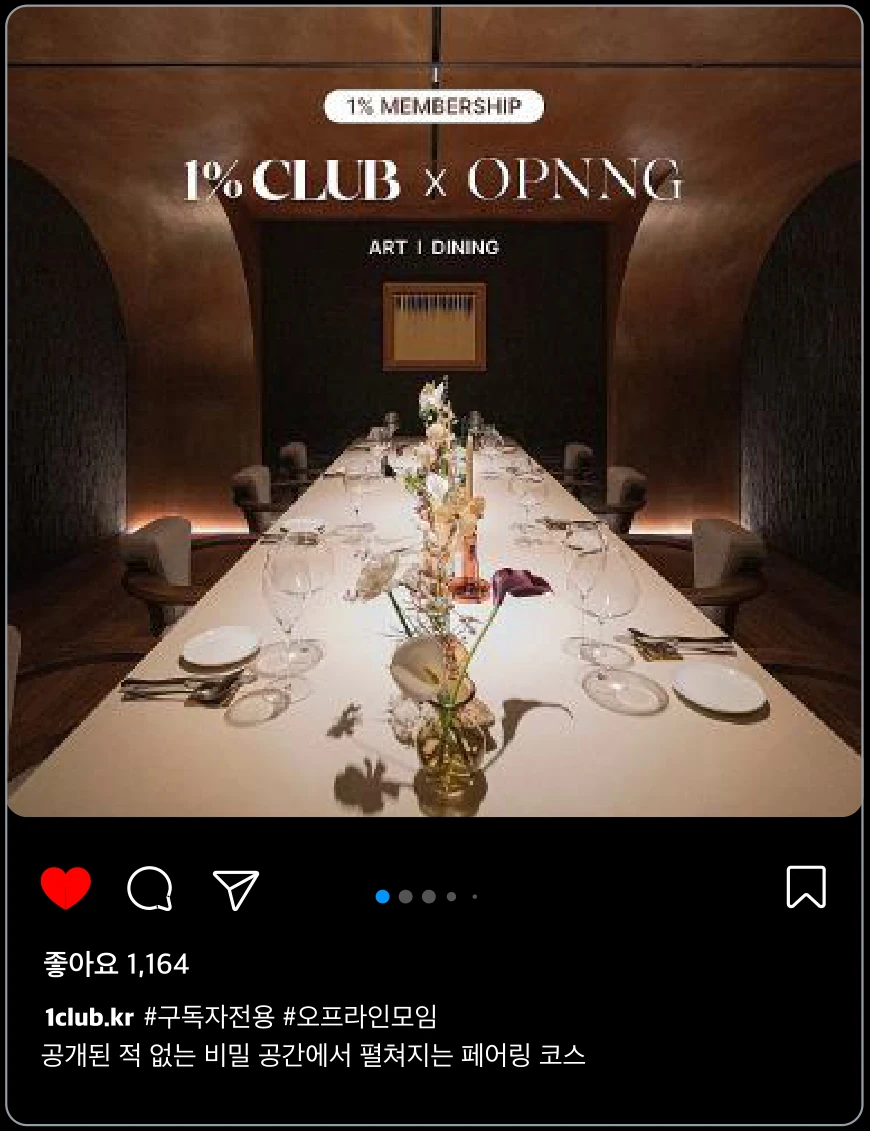 1% MEMBERSHIP
1% CLUB x OPNNG
ART | DINING
좋아요 1,164
1club.kr #구독자전용 #오프라인모임
공개된 적 없는 비밀 공간에서 펼쳐지는 페어링 코스